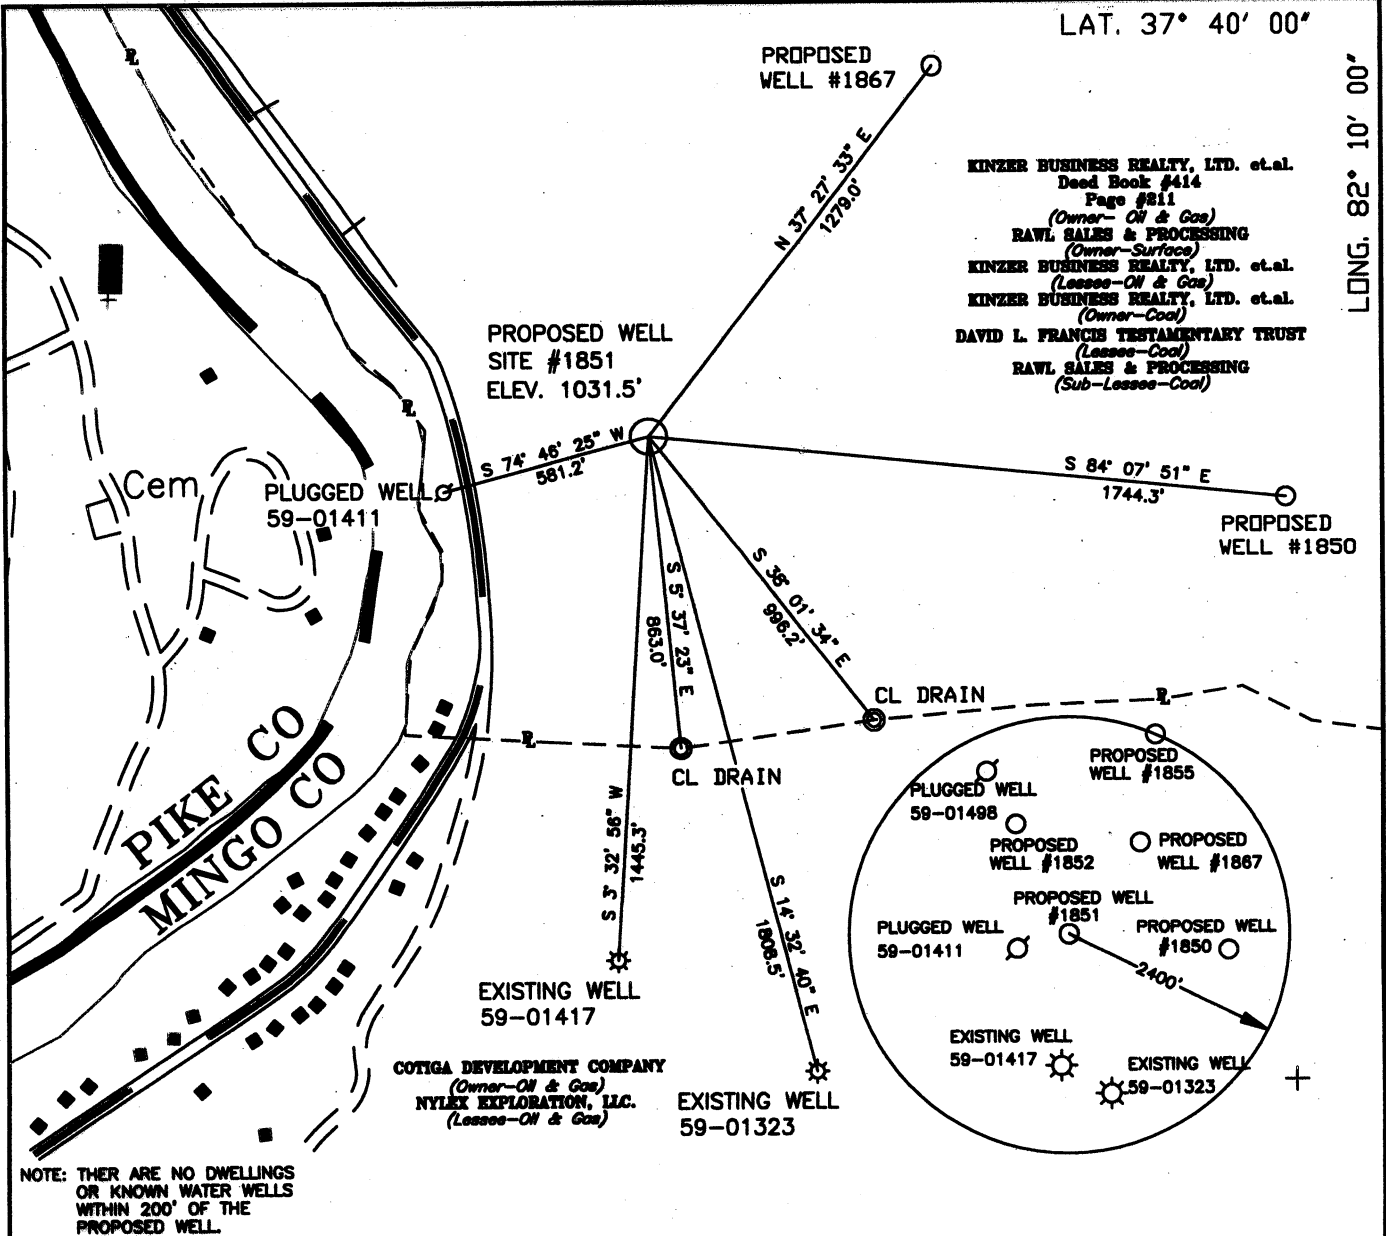 LAT. 37° 40' 00"
LONG. 82° 10' 00"
PL
PROPOSED
WELL #1867
N 37° 27' 33" E
1279.0'
KINZER BUSINESS REALTY, LTD. et.al.
Deed Book #414
Page #211
(Owner- Oil & Gas)
RAWL SALES & PROCESSING
(Owner-Surface)
KINZER BUSINESS REALTY, LTD. et.al.
(Lessee-Oil & Gas)
KINZER BUSINESS REALTY, LTD. et.al.
(Owner-Coal)
DAVID L. FRANCIS TESTAMENTARY TRUST
(Lessee-Coal)
RAWL SALES & PROCESSING
(Sub-Lessee-Coal)
PROPOSED WELL
SITE #1851
ELEV. 1031.5'
PL
S 74° 46' 25" W
581.2'
Cem
PLUGGED WELL
59-01411
S 84° 07' 51" E
1744.3'
PROPOSED
WELL #1850
S 38° 01' 34" E
996.2'
S 5° 37' 23" E
863.0'
CL DRAIN
PL
PL
CL DRAIN
PIKE CO
MINGO CO
S 3° 32' 56" W
1445.3'
S 14° 32' 40" E
1808.5'
EXISTING WELL
59-01417
COTIGA DEVELOPMENT COMPANY
(Owner-Oil & Gas)
NYLEX EXPLORATION, LLC.
(Lessee-Oil & Gas)
EXISTING WELL
59-01323
PROPOSED
WELL #1855
PLUGGED WELL
59-01498
PROPOSED
WELL #1852
PROPOSED
WELL #1867
PROPOSED WELL
#1851
PLUGGED WELL
59-01411
PROPOSED WELL
#1850
2400'
EXISTING WELL
59-01417
EXISTING WELL
59-01323
NOTE: THER ARE NO DWELLINGS
OR KNOWN WATER WELLS
WITHIN 200' OF THE
PROPOSED WELL.